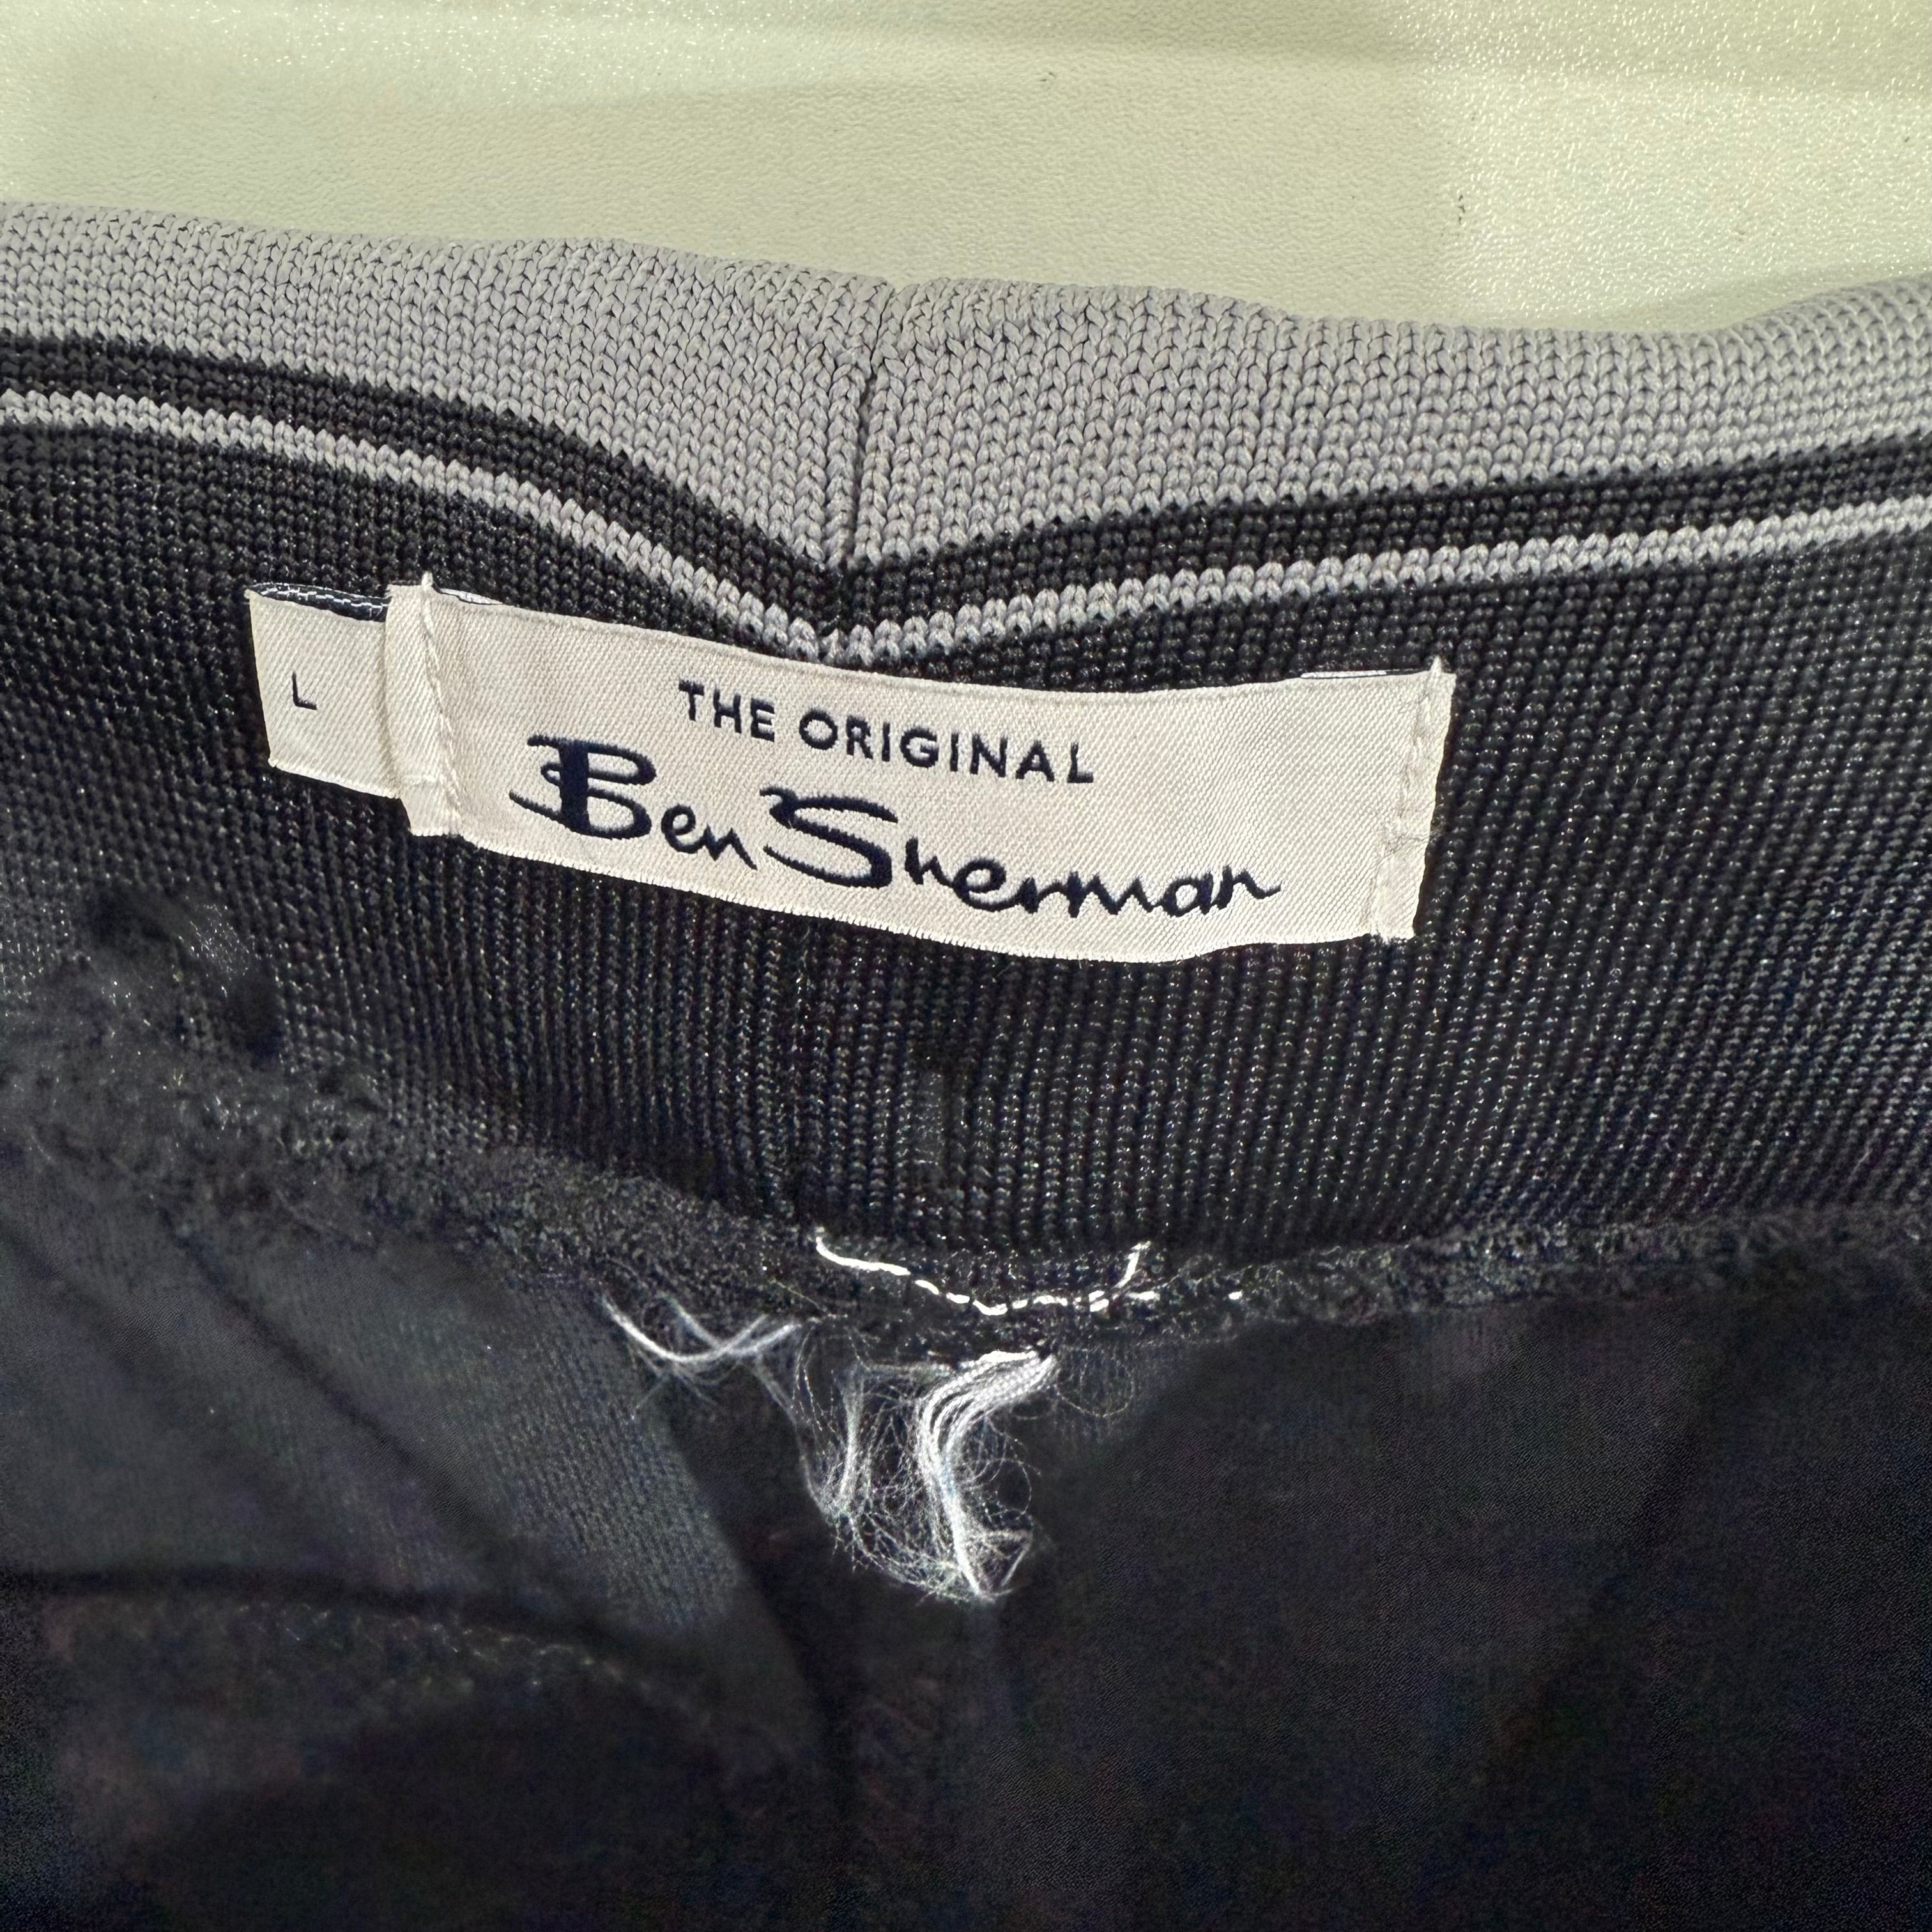 L
THE ORIGINAL
Ben Sherman